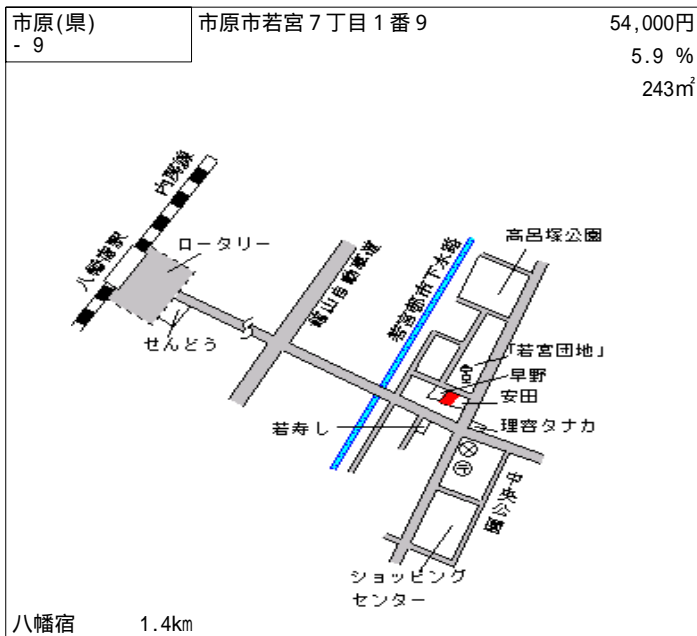 市原(県)
- 9
市原市若宮７丁目１番９
54,000円
5.9 %
243㎡
内房線
八幡宿駅
ロータリー
せんどう
館山自動車道
若宮都市下水路
高呂塚公園
「若宮団地」
早野
安田
理容タナカ
若寿し
中央公園
ショッピング
センター
八幡宿
1.4km